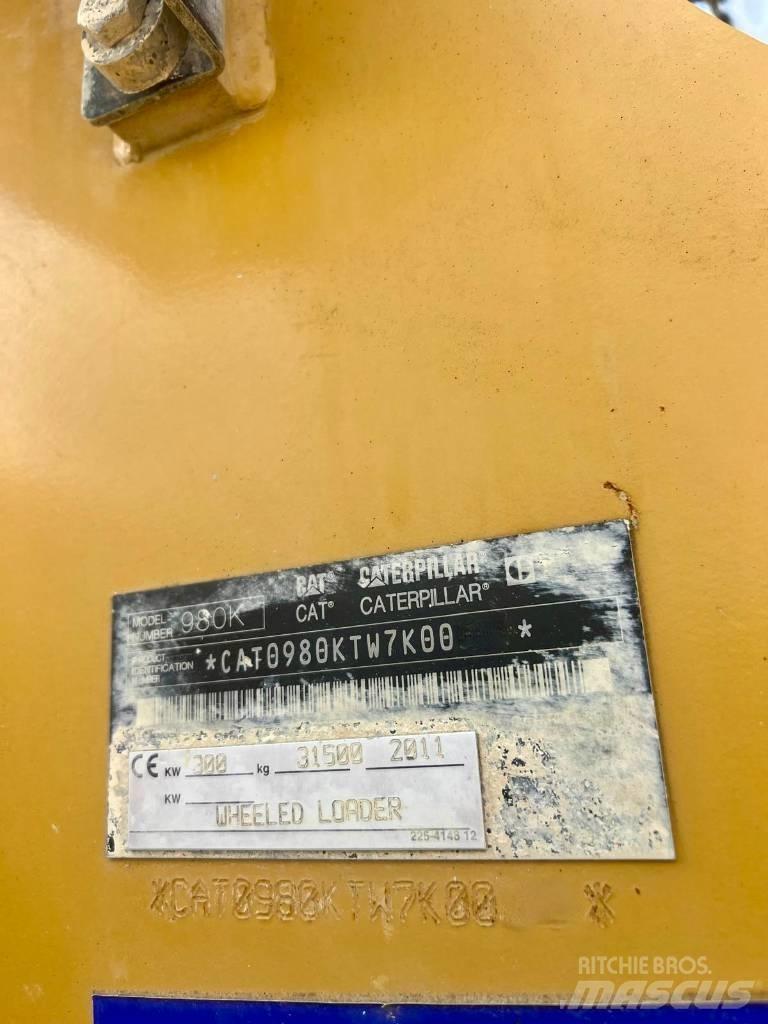 CAT® CATERPILLAR®
MODEL NUMBER 980K CAT® CATERPILLAR®
PRODUCT IDENTIFICATION NUMBER *CAT0980KTW7K00 *
CE KW 300 kg 31500 2011
KW
WHEELED LOADER
225-4148 12
*CAT0980KTW7K00 *
RITCHIE BROS.
MASCUS